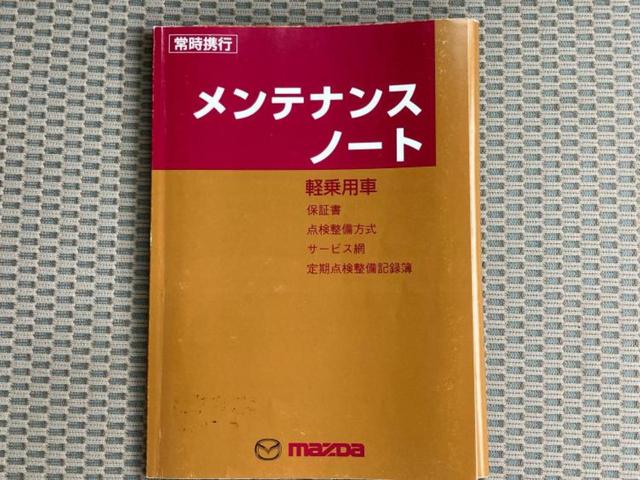 常時携行
メンテナンス
ノート
軽乗用車
保証書
点検整備方式
サービス網
定期点検整備記録簿
mazda